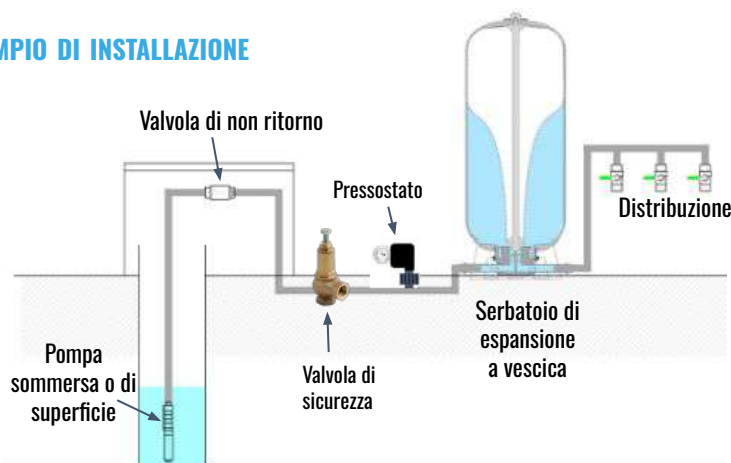 MPIO DI INSTALLAZIONE
Valvola di non ritorno
Pressostato
Distribuzione
Serbatoio di
espansione
a vescica
Pompa
sommersa o di
superficie
Valvola di
sicurezza